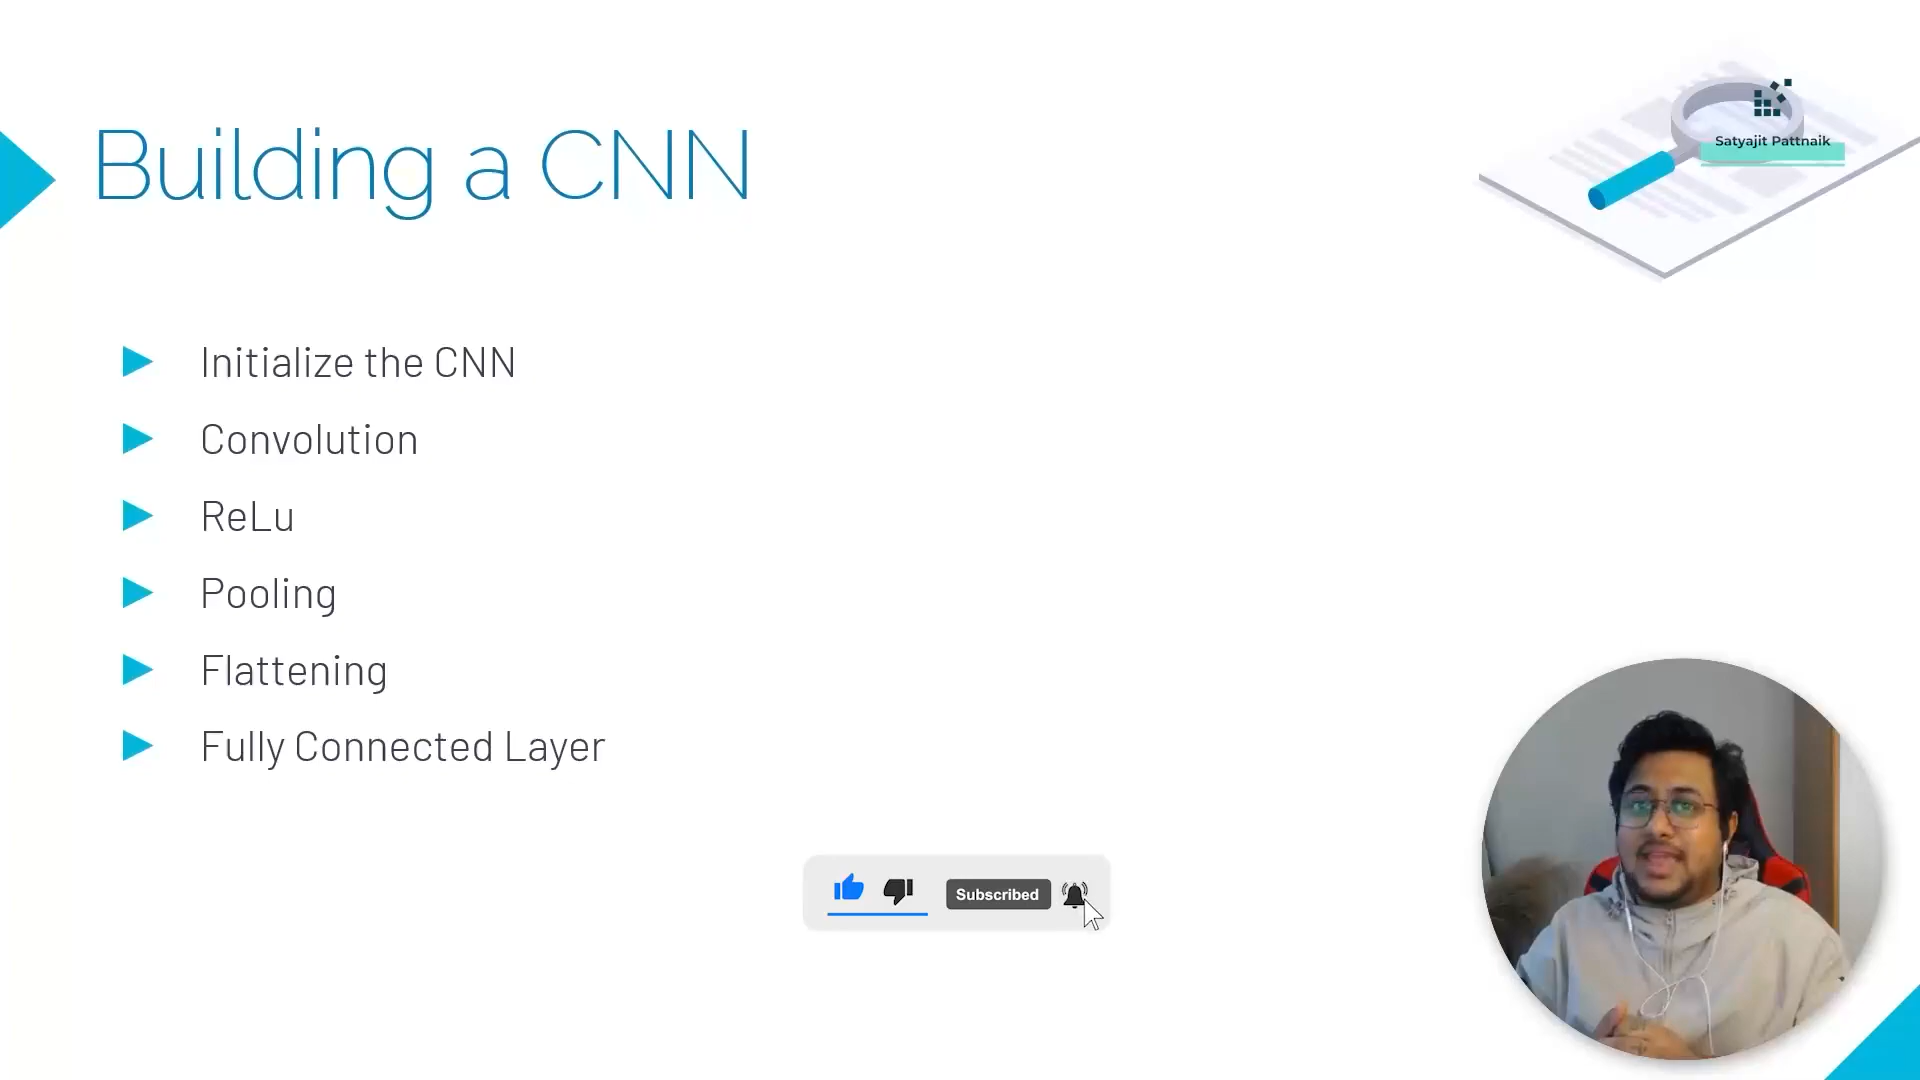 Satyajit Pattnaik
Building a CNN
Initialize the CNN
Convolution
ReLu
Pooling
Flattening
Fully Connected Layer
Subscribed